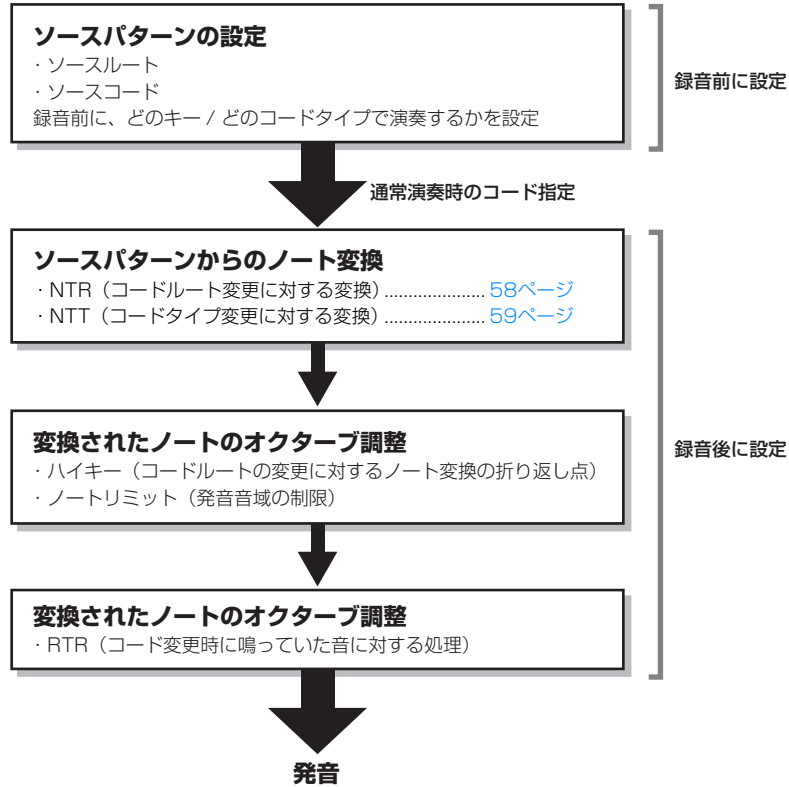 ソースパターンの設定
・ソースルート
・ソースコード
録音前に、どのキー / どのコードタイプで演奏するかを設定
録音前に設定
通常演奏時のコード指定
ソースパターンからのノート変換
・NTR（コードルート変更に対する変換）..................... 58ページ
・NTT（コードタイプ変更に対する変換）..................... 59ページ
変換されたノートのオクターブ調整
・ハイキー（コードルートの変更に対するノート変換の折り返し点）
・ノートリミット（発音音域の制限）
録音後に設定
変換されたノートのオクターブ調整
・RTR（コード変更時に鳴っていた音に対する処理）
発音